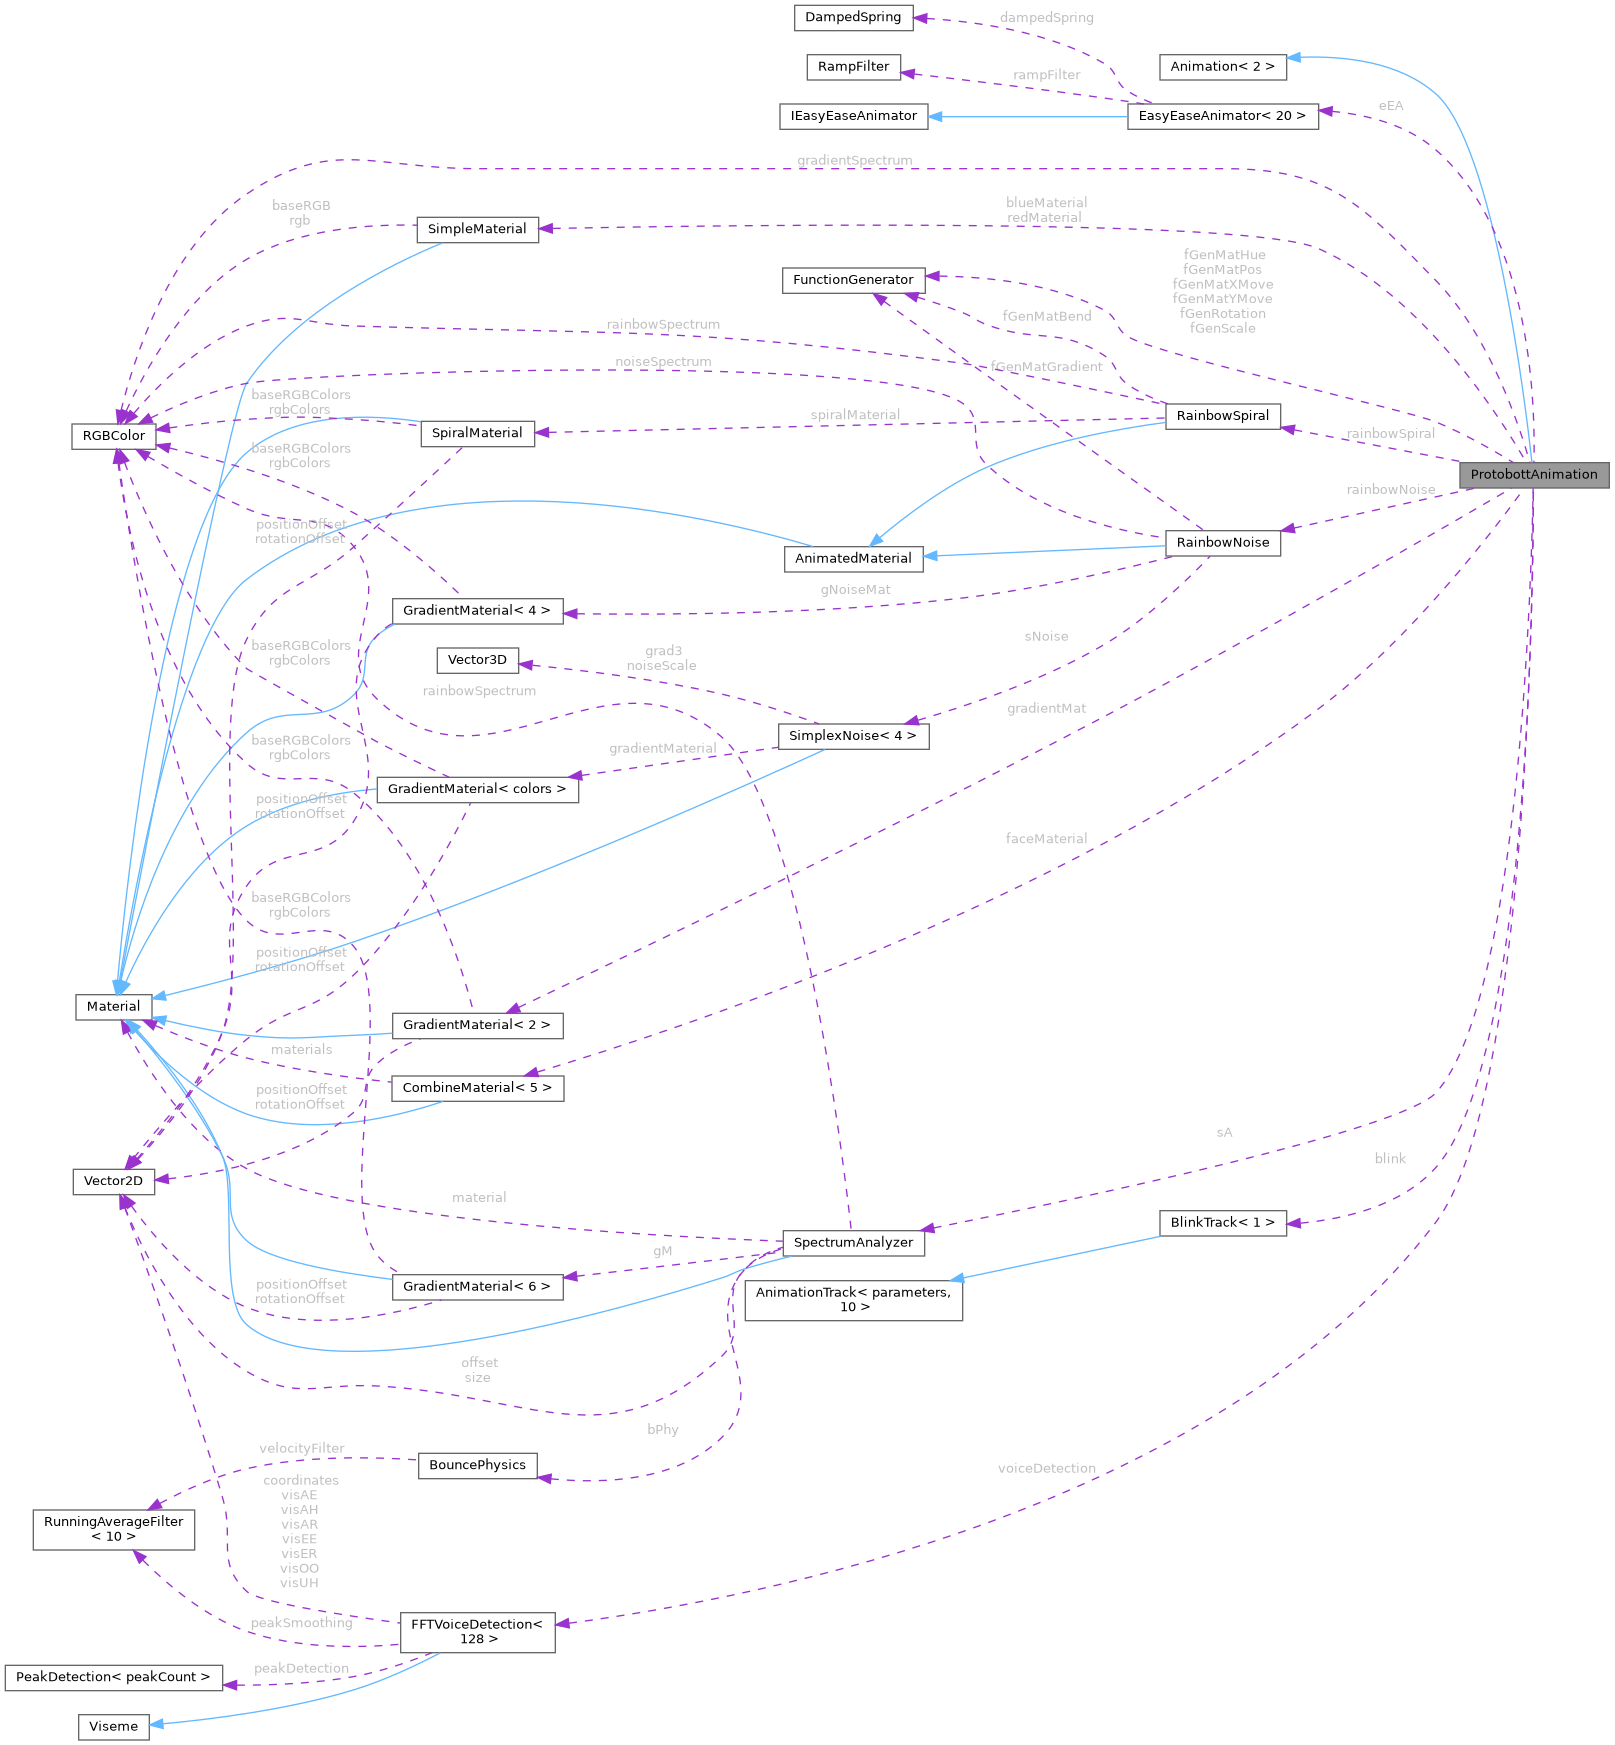 DampedSpring
dampedSpring
RampFilter
rampFilter
Animation< 2 >
IEasyEaseAnimator
EasyEaseAnimator< 20 >
eEA
gradientSpectrum
baseRGB
rgb
SimpleMaterial
blueMaterial
redMaterial
FunctionGenerator
fGenMatHue
fGenMatPos
fGenMatXMove
fGenMatYMove
fGenRotation
fGenScale
fGenMatBend
rainbowSpectrum
noiseSpectrum
fGenMatGradient
baseRGBColors
rgbColors
RGBColor
SpiralMaterial
spiralMaterial
RainbowSpiral
rainbowSpiral
baseRGBColors
rgbColors
ProtobottAnimation
rainbowNoise
positionOffset
rotationOffset
AnimatedMaterial
RainbowNoise
gNoiseMat
GradientMaterial< 4 >
baseRGBColors
rgbColors
Vector3D
grad3
noiseScale
sNoise
rainbowSpectrum
gradientMat
SimplexNoise< 4 >
baseRGBColors
rgbColors
gradientMaterial
GradientMaterial< colors >
positionOffset
rotationOffset
faceMaterial
baseRGBColors
rgbColors
positionOffset
rotationOffset
Material
GradientMaterial< 2 >
materials
CombineMaterial< 5 >
positionOffset
rotationOffset
sA
blink
Vector2D
material
BlinkTrack< 1 >
SpectrumAnalyzer
gM
GradientMaterial< 6 >
positionOffset
rotationOffset
AnimationTrack< parameters,
10 >
offset
size
bPhy
velocityFilter
BouncePhysics
voiceDetection
coordinates
visAE
visAH
visAR
visEE
visER
visOO
visUH
RunningAverageFilter
< 10 >
peakSmoothing
FFTVoiceDetection<
128 >
peakDetection
PeakDetection< peakCount >
Viseme